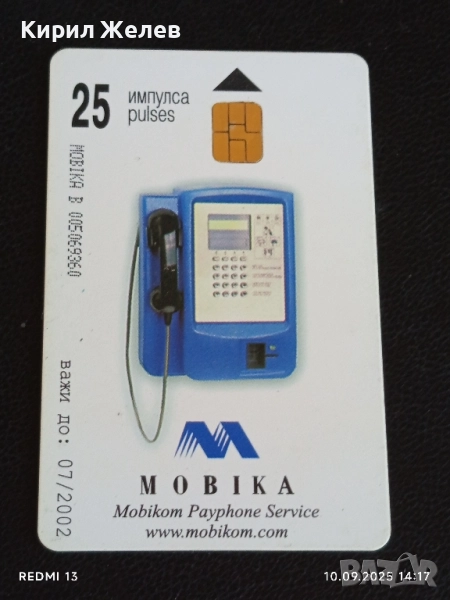 Кирил Желев
25 импулса
pulses
MOBIKA B 005069360
важи до: 07/2002
MOBIKA
Mobikom Payphone Service
www.mobikom.com
REDMI 13
10.09.2025 14:17
БАЗАР